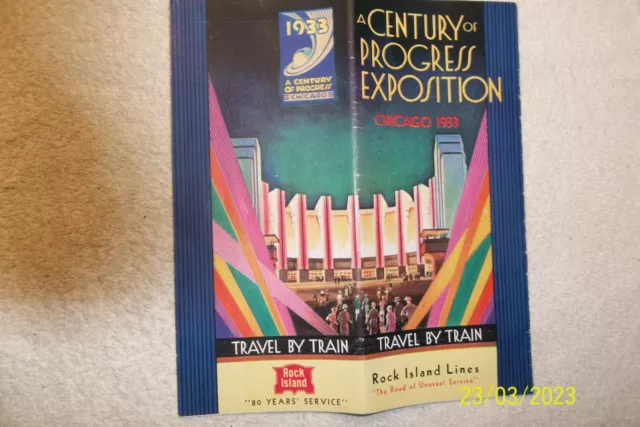 1933
A CENTURY
OF PROGRESS
CHICAGO
A CENTURY OF
PROGRESS
EXPOSITION
CHICAGO 1933
TRAVEL BY TRAIN
Rock
Island
"80 YEARS' SERVICE"
TRAVEL BY TRAIN
Rock Island Lines
"The Road of Unusual Service"
23/03/2023